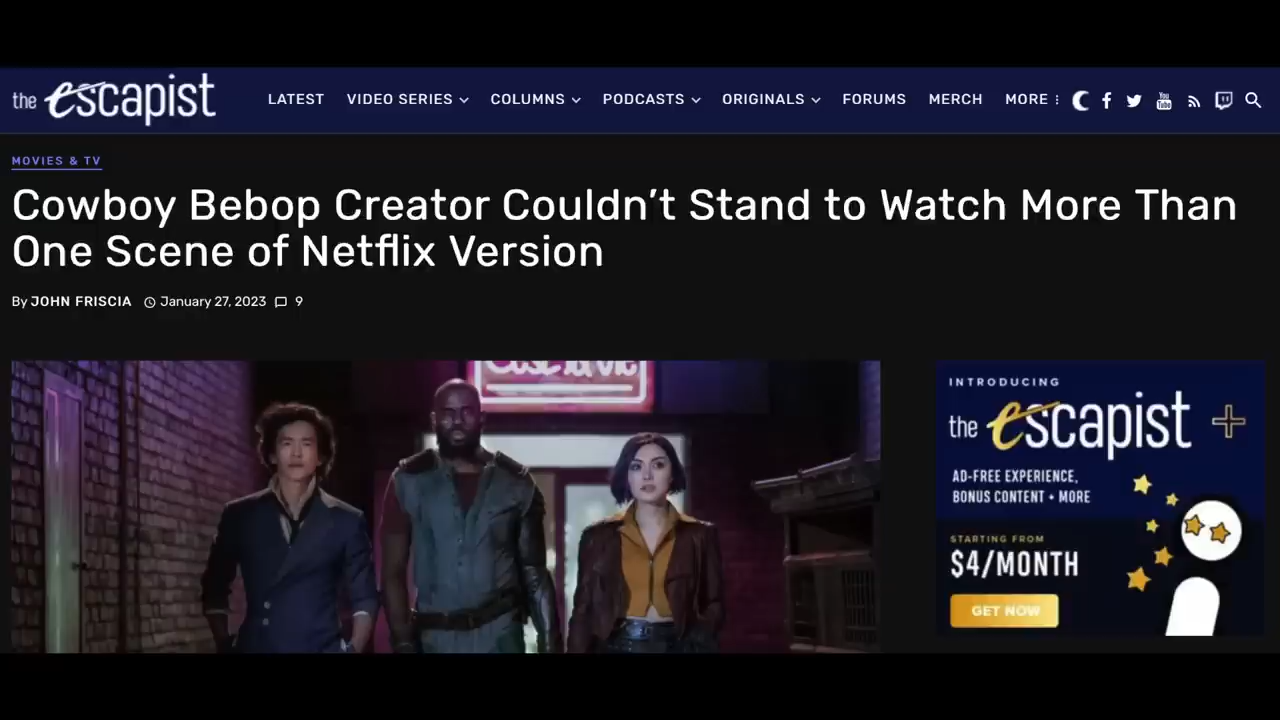 the escapist
LATEST VIDEO SERIES COLUMNS PODCASTS ORIGINALS FORUMS MERCH MORE
You
Tube
MOVIES & TV
Cowboy Bebop Creator Couldn't Stand to Watch More Than
One Scene of Netflix Version
By JOHN FRISCIA January 27, 2023 9
INTRODUCING
the escapist +
AD-FREE EXPERIENCE,
BONUS CONTENT + MORE
STARTING FROM
$4/MONTH
GET NOW